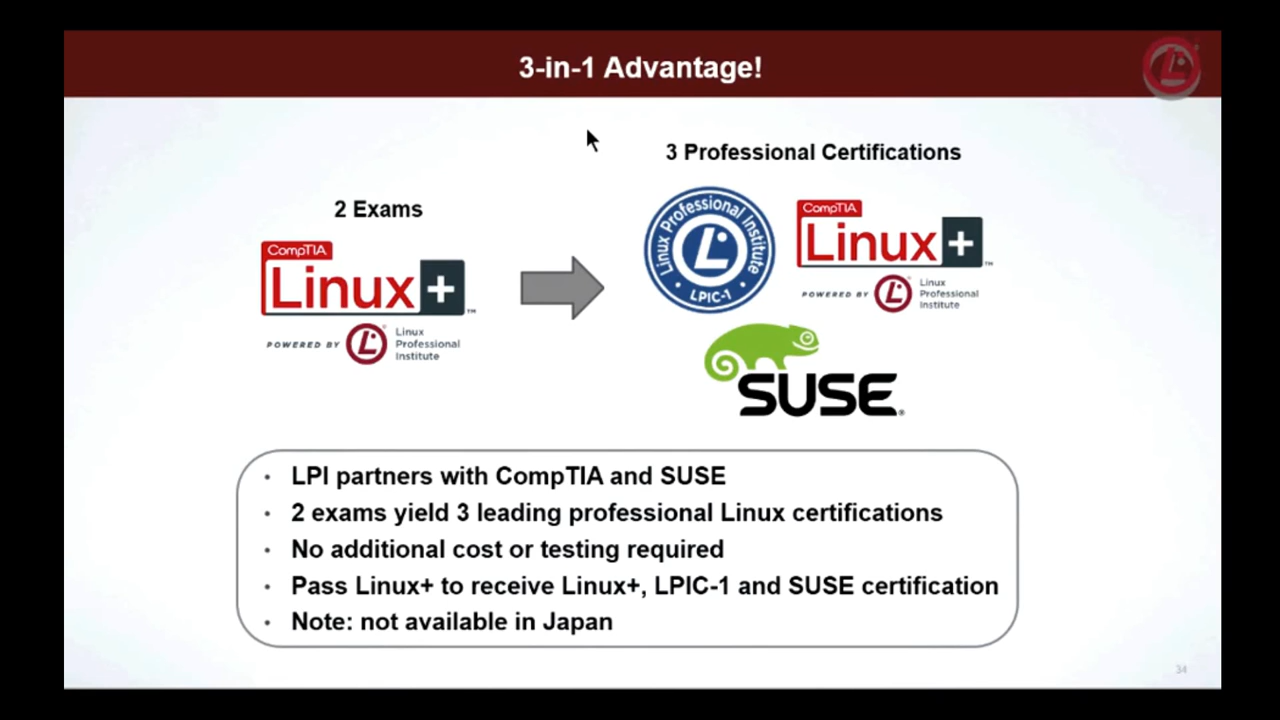 3-in-1 Advantage!
3 Professional Certifications
2 Exams
CompTIA
Linux+™
POWERED BY
Linux
Professional
Institute
Linux Professional Institute
LPIC-1
CompTIA
Linux+™
POWERED BY
Linux
Professional
Institute
SUSE®
• LPI partners with CompTIA and SUSE
• 2 exams yield 3 leading professional Linux certifications
• No additional cost or testing required
• Pass Linux+ to receive Linux+, LPIC-1 and SUSE certification
• Note: not available in Japan
34